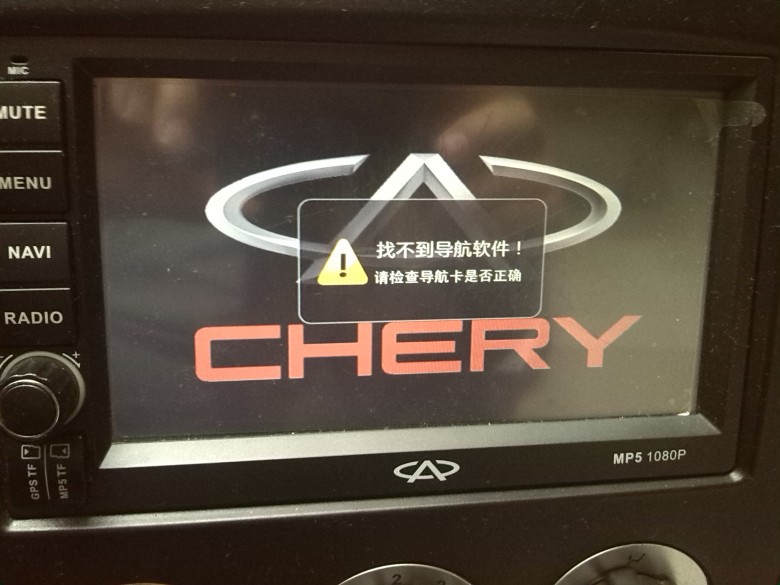 MIC
MUTE
MENU
NAVI
RADIO
找不到导航软件！
请检查导航卡是否正确
CHERY
GPS TF
MP5 TF
MP5 1080P
2